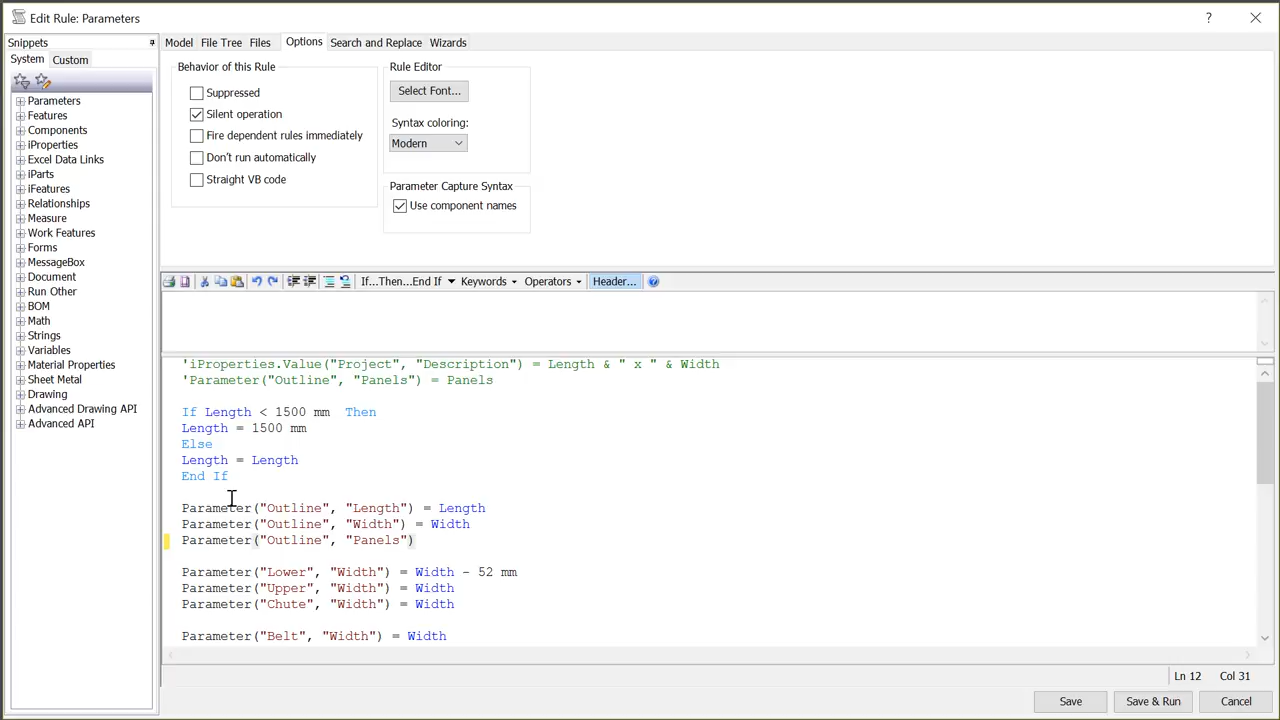 Edit Rule: Parameters
?
Snippets
System Custom
Parameters
Features
Components
iProperties
Excel Data Links
iParts
iFeatures
Relationships
Measure
Work Features
Forms
MessageBox
Document
Run Other
BOM
Math
Strings
Variables
Material Properties
Sheet Metal
Drawing
Advanced Drawing API
Advanced API
Model File Tree Files Options Search and Replace Wizards
Behavior of this Rule
Suppressed
Silent operation
Fire dependent rules immediately
Don't run automatically
Straight VB code
Rule Editor
Select Font...
Syntax coloring:
Modern
Parameter Capture Syntax
Use component names
If...Then...End If Keywords Operators Header...
'iProperties.Value("Project", "Description") = Length & " x " & Width
'Parameter("Outline", "Panels") = Panels
If Length < 1500 mm Then
Length = 1500 mm
Else
Length = Length
End If
Parameter("Outline", "Length") = Length
Parameter("Outline", "Width") = Width
Parameter("Outline", "Panels")
Parameter("Lower", "Width") = Width - 52 mm
Parameter("Upper", "Width") = Width
Parameter("Chute", "Width") = Width
Parameter("Belt", "Width") = Width
Ln 12 Col 31
Save Save & Run Cancel